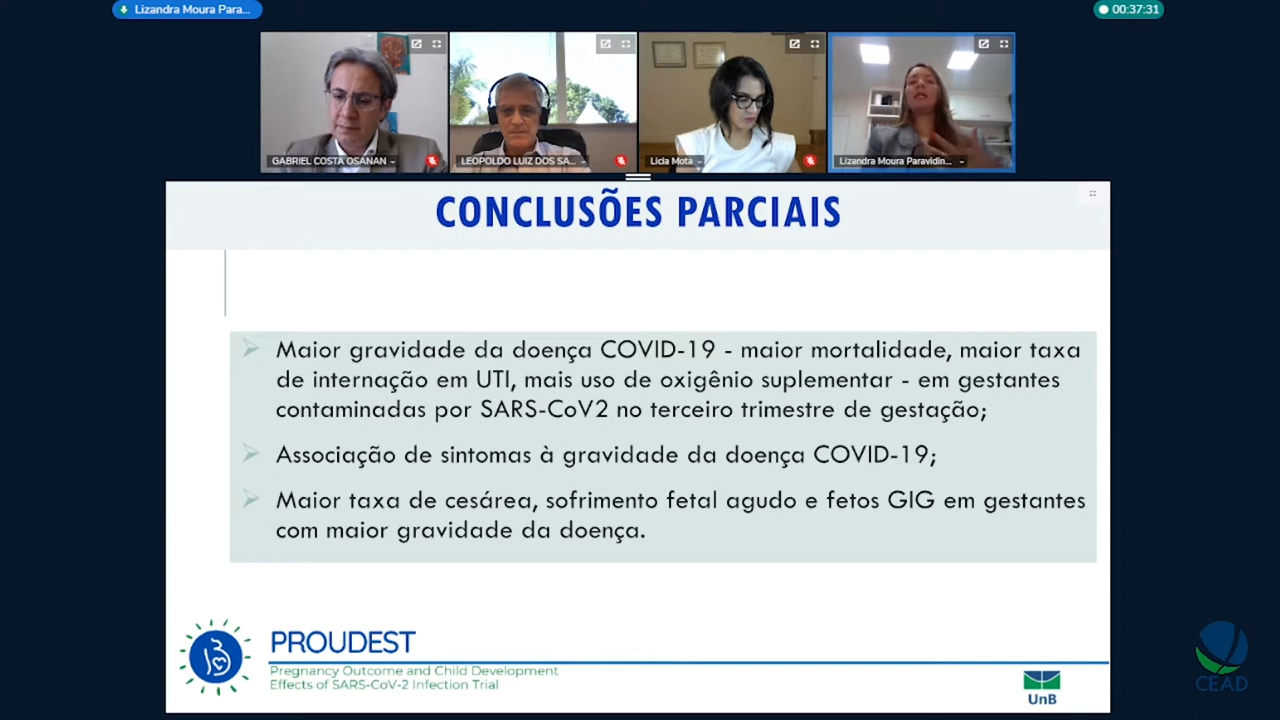 Lizandra Moura Para...
00:37:31
GABRIEL COSTA OSANAN
LEOPOLDO LUIZ DOS SA...
Licia Mota
Lizandra Moura Paravidin...
CONCLUSÕES PARCIAIS
Maior gravidade da doença COVID-19 - maior mortalidade, maior taxa
de internação em UTI, mais uso de oxigênio suplementar - em gestantes
contaminadas por SARS-CoV2 no terceiro trimestre de gestação;
Associação de sintomas à gravidade da doença COVID-19;
Maior taxa de cesárea, sofrimento fetal agudo e fetos GIG em gestantes
com maior gravidade da doença.
PROUDEST
Pregnancy Outcome and Child Development
Effects of SARS-CoV-2 Infection Trial
UnB
CEAD